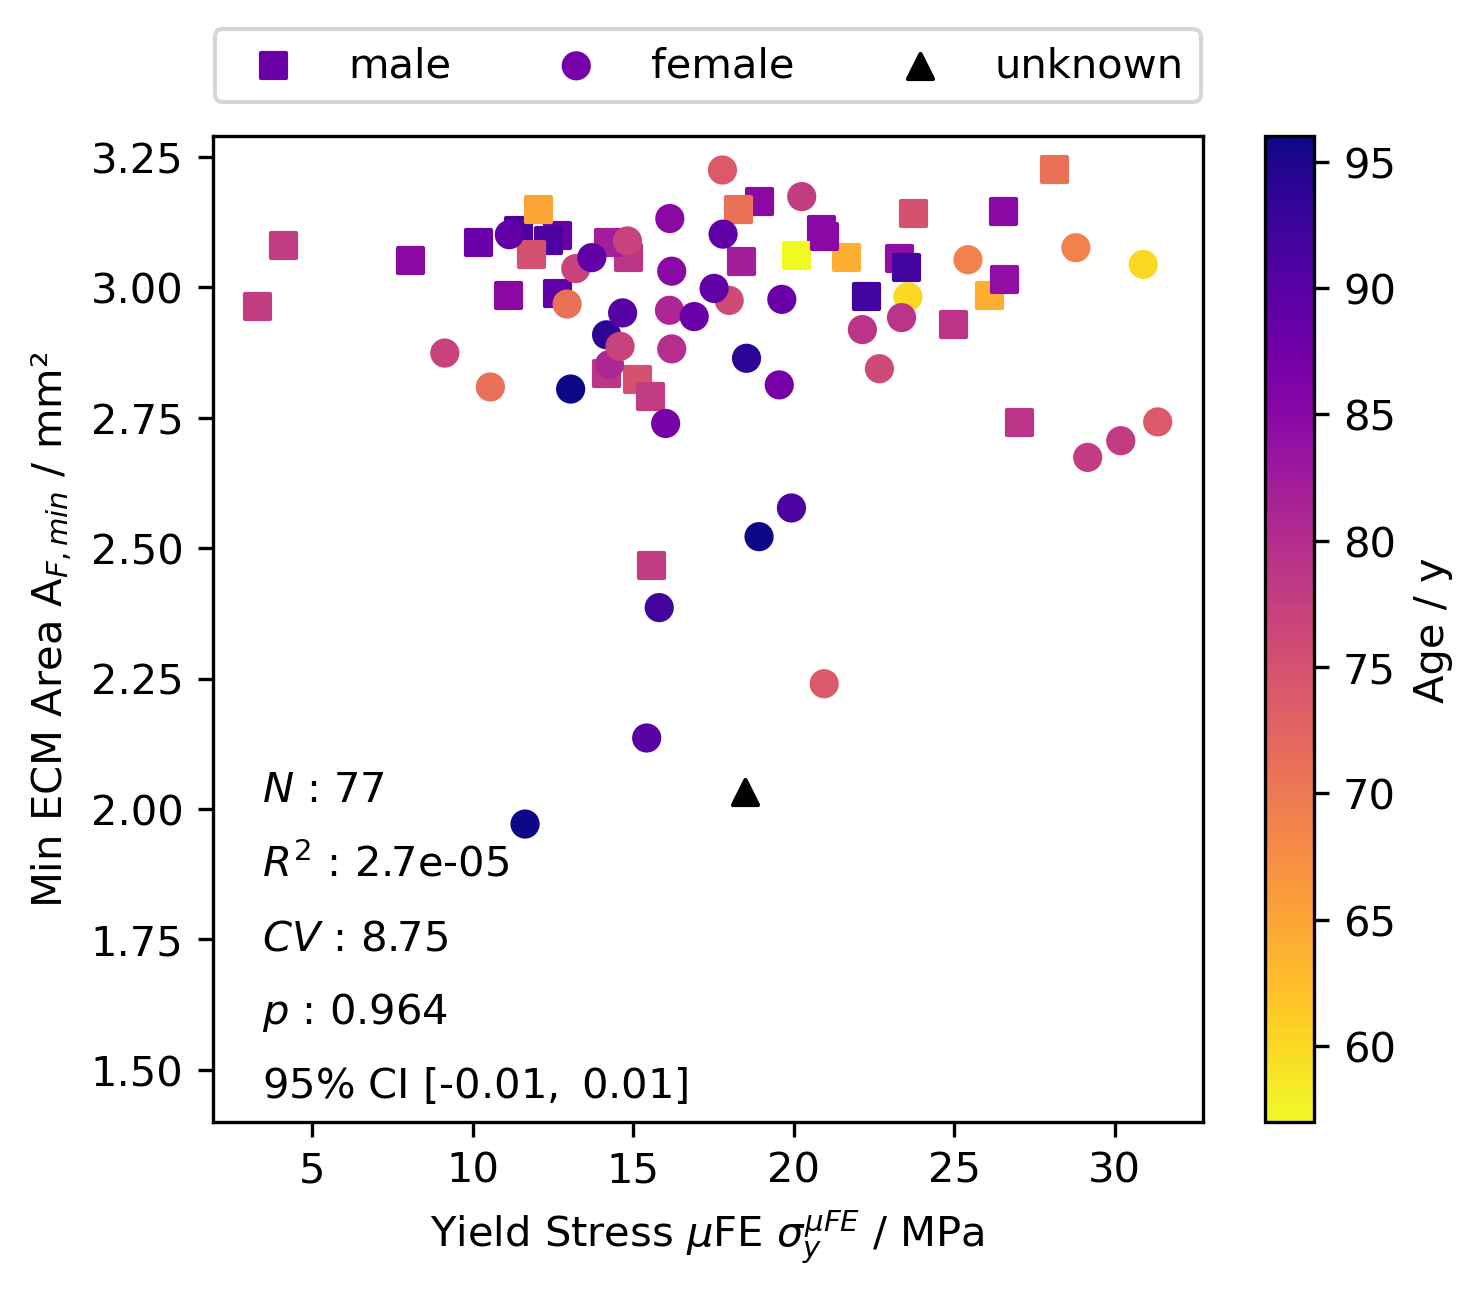 male female unknown
3.25
3.00
2.75
2.50
2.25
2.00
1.75
1.50
Min ECM Area A_{F,min} / mm²
N : 77
R² : 2.7e-05
CV : 8.75
p : 0.964
95% CI [-0.01, 0.01]
5 10 15 20 25 30
Yield Stress μFE σ_y^{μFE} / MPa
95
90
85
80
75
70
65
60
Age / y